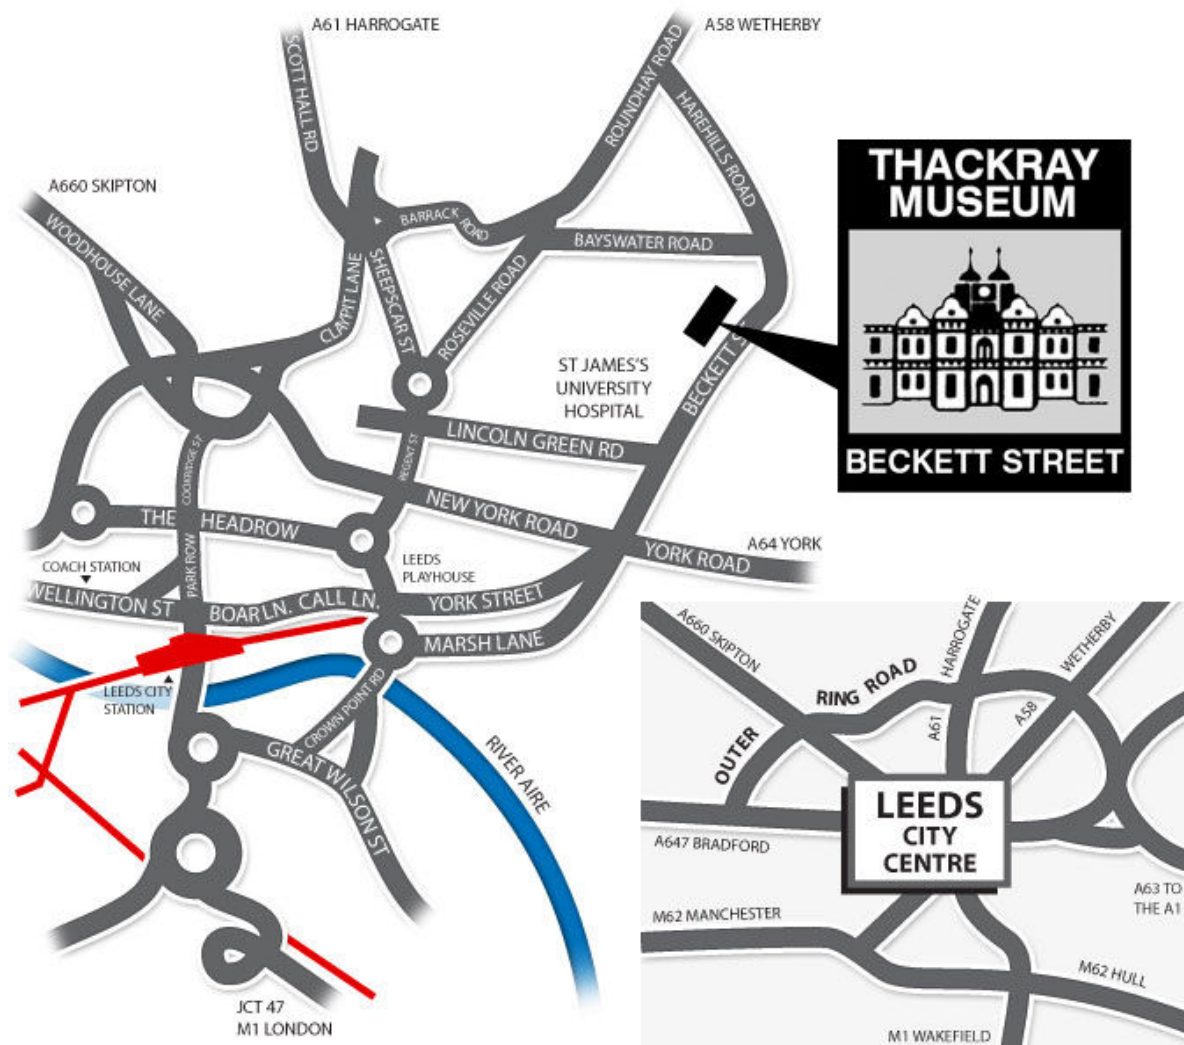 A61 HARROGATE
A58 WETHERBY
SCOTT HALL RD
ROUNDHAY ROAD
HAREHILLS ROAD
A660 SKIPTON
WOODHOUSE LANE
BARRACK
ROAD
BAYSWATER ROAD
THACKRAY
MUSEUM
BECKETT STREET
CLAYPIT LANE
SHEEPSCAR ST
ROSEVILLE ROAD
ST JAMES'S
UNIVERSITY
HOSPITAL
BECKETT S
LINCOLN GREEN RD
REGENT ST
COOKRIDGE ST
NEW YORK ROAD
THE HEADROW
YORK ROAD
A64 YORK
COACH STATION
PARK ROW
LEEDS
PLAYHOUSE
WELLINGTON ST
BOAR LN.
CALL LN.
YORK STREET
MARSH LANE
LEEDS CITY
STATION
CROWN POINT RD
GREAT WILSON ST
RIVER AIRE
JCT 47
M1 LONDON
A660 SKIPTON
HARROGATE
A61
WETHERBY
A58
OUTER
RING ROAD
LEEDS
CITY
CENTRE
A647 BRADFORD
A63 TO
THE A1
M62 MANCHESTER
M62 HULL
M1 WAKEFIELD